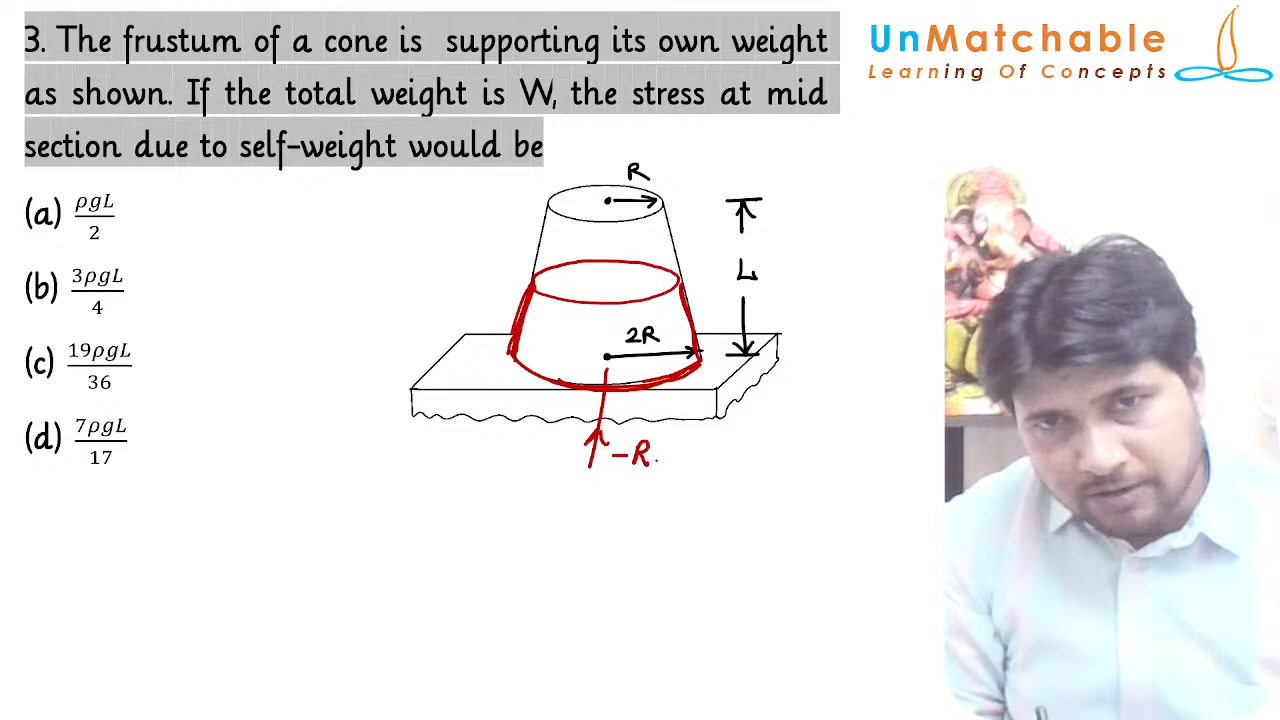 3. The frustum of a cone is supporting its own weight
as shown. If the total weight is W, the stress at mid
section due to self-weight would be
(a) ρgL/2
(b) 3ρgL/4
(c) 19ρgL/36
(d) 7ρgL/17
R
L
2R
-R.
UnMatchable
Learning Of Concepts